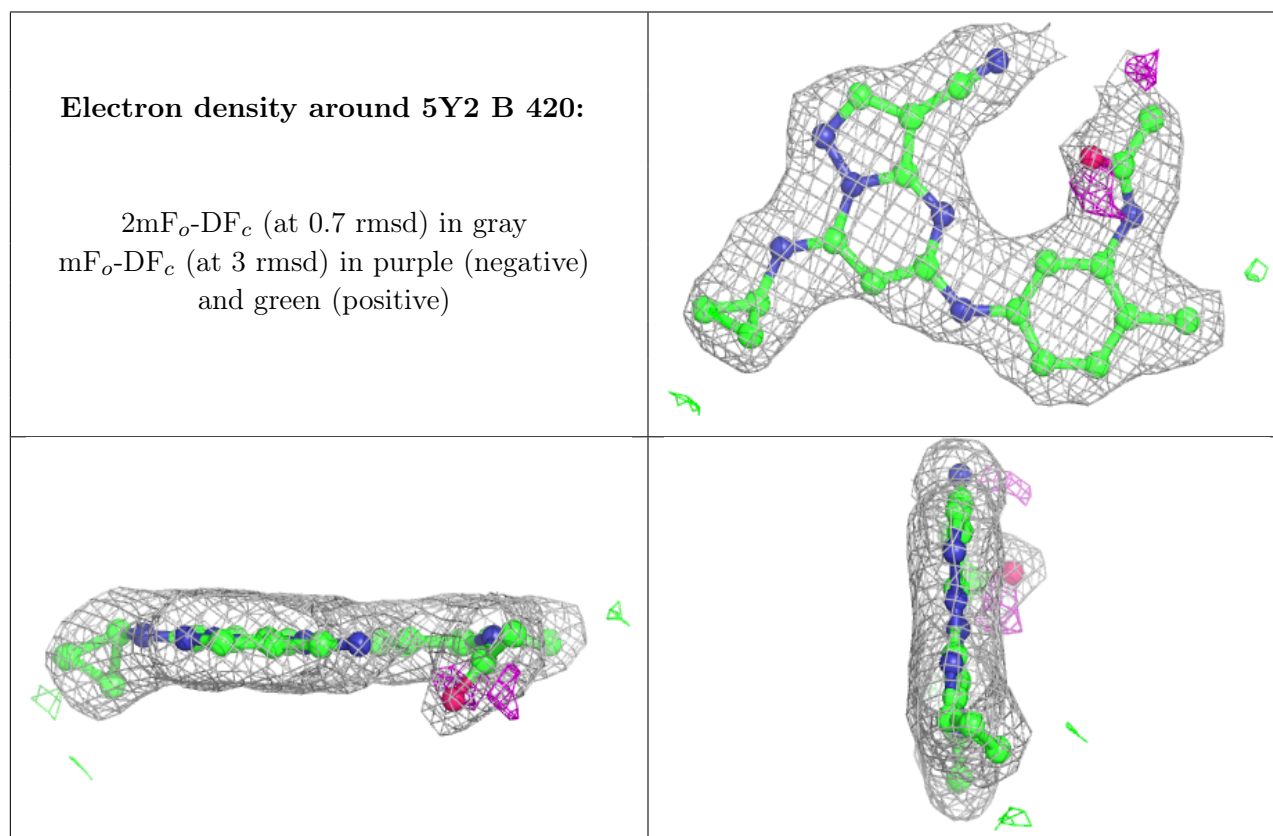 Electron density around 5Y2 B 420:
2mFo-DFc (at 0.7 rmsd) in gray
mFo-DFc (at 3 rmsd) in purple (negative)
and green (positive)